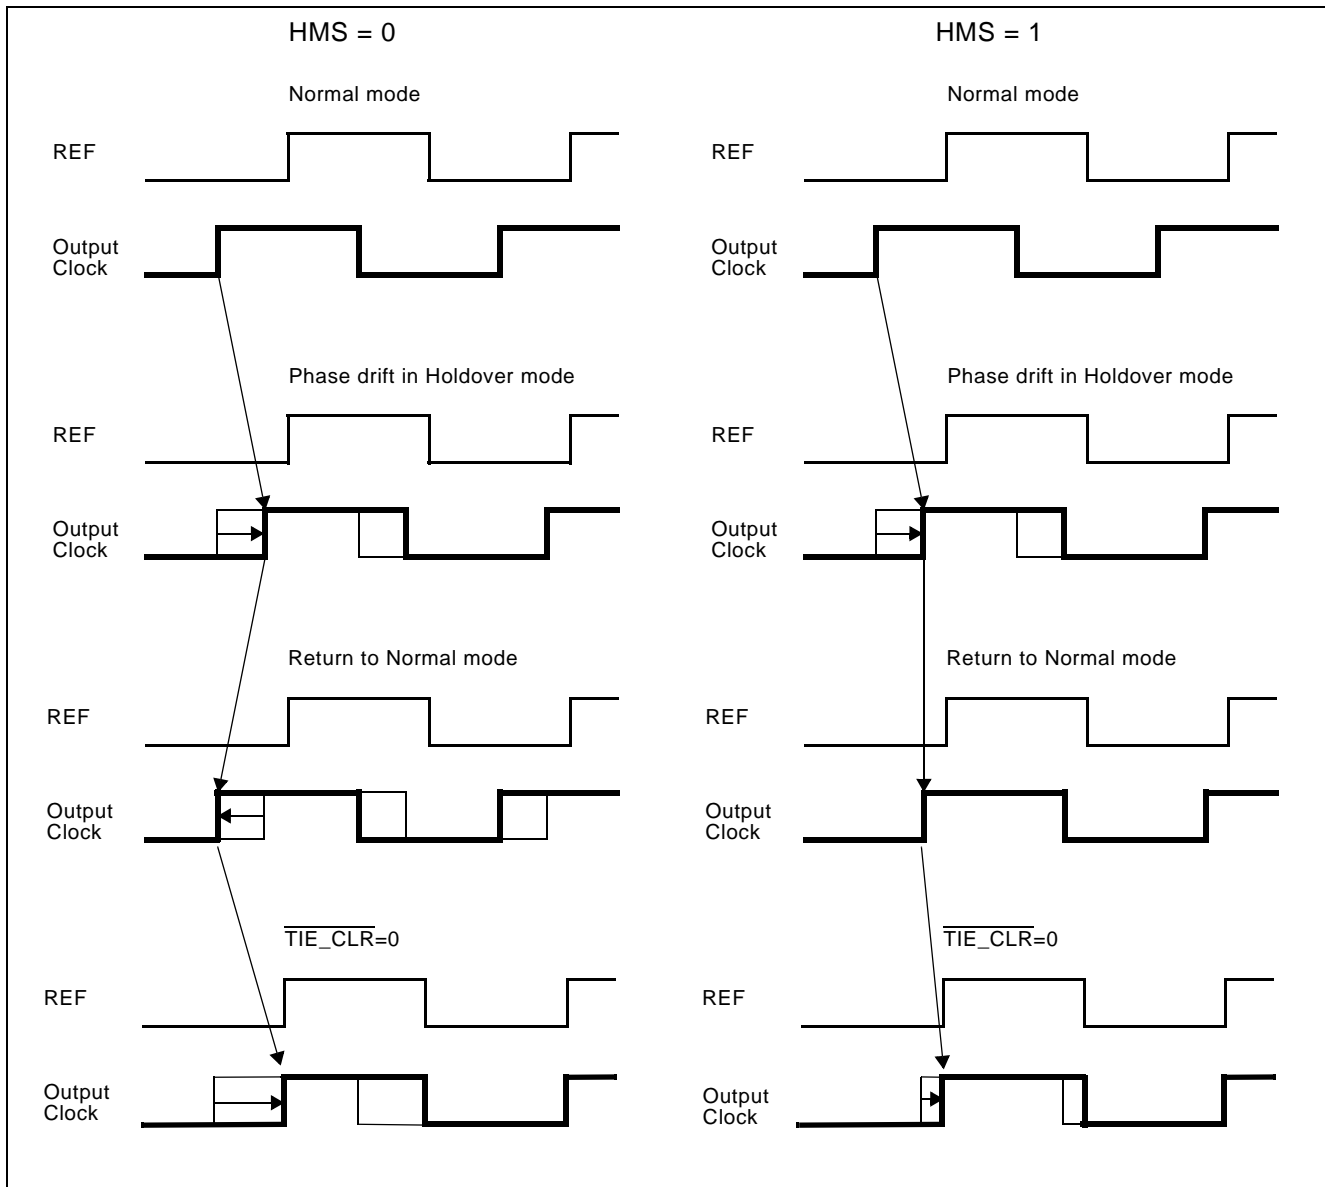 HMS = 0
HMS = 1
Normal mode
Normal mode
REF
REF
Output
Clock
Output
Clock
Phase drift in Holdover mode
Phase drift in Holdover mode
REF
REF
Output
Clock
Output
Clock
Return to Normal mode
Return to Normal mode
REF
REF
Output
Clock
Output
Clock
T̅I̅E̅_̅C̅L̅R̅=0
T̅I̅E̅_̅C̅L̅R̅=0
REF
REF
Output
Clock
Output
Clock